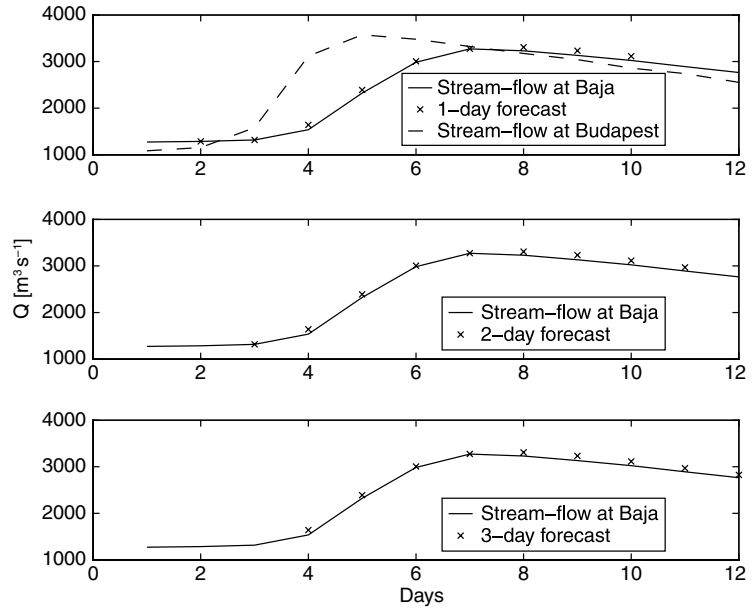 4000
3000
2000
1000
0 2 4 6 8 10 12
Stream–flow at Baja
1-day forecast
Stream–flow at Budapest
Q [m³ s⁻¹]
4000
3000
2000
1000
0 2 4 6 8 10 12
Stream–flow at Baja
2-day forecast
4000
3000
2000
1000
0 2 4 6 8 10 12
Stream–flow at Baja
3-day forecast
Days